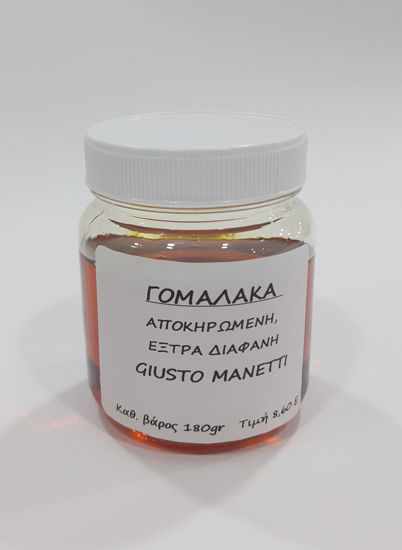 ΓΟΜΑΛΑΚΑ
ΑΠΟΚΗΡΩΜΕΝΗ,
ΕΞΤΡΑ ΔΙΑΦΑΝΗ
GIUSTO MANETTI
Καθ. βάρος 180gr Τιμή 8,60 Ε